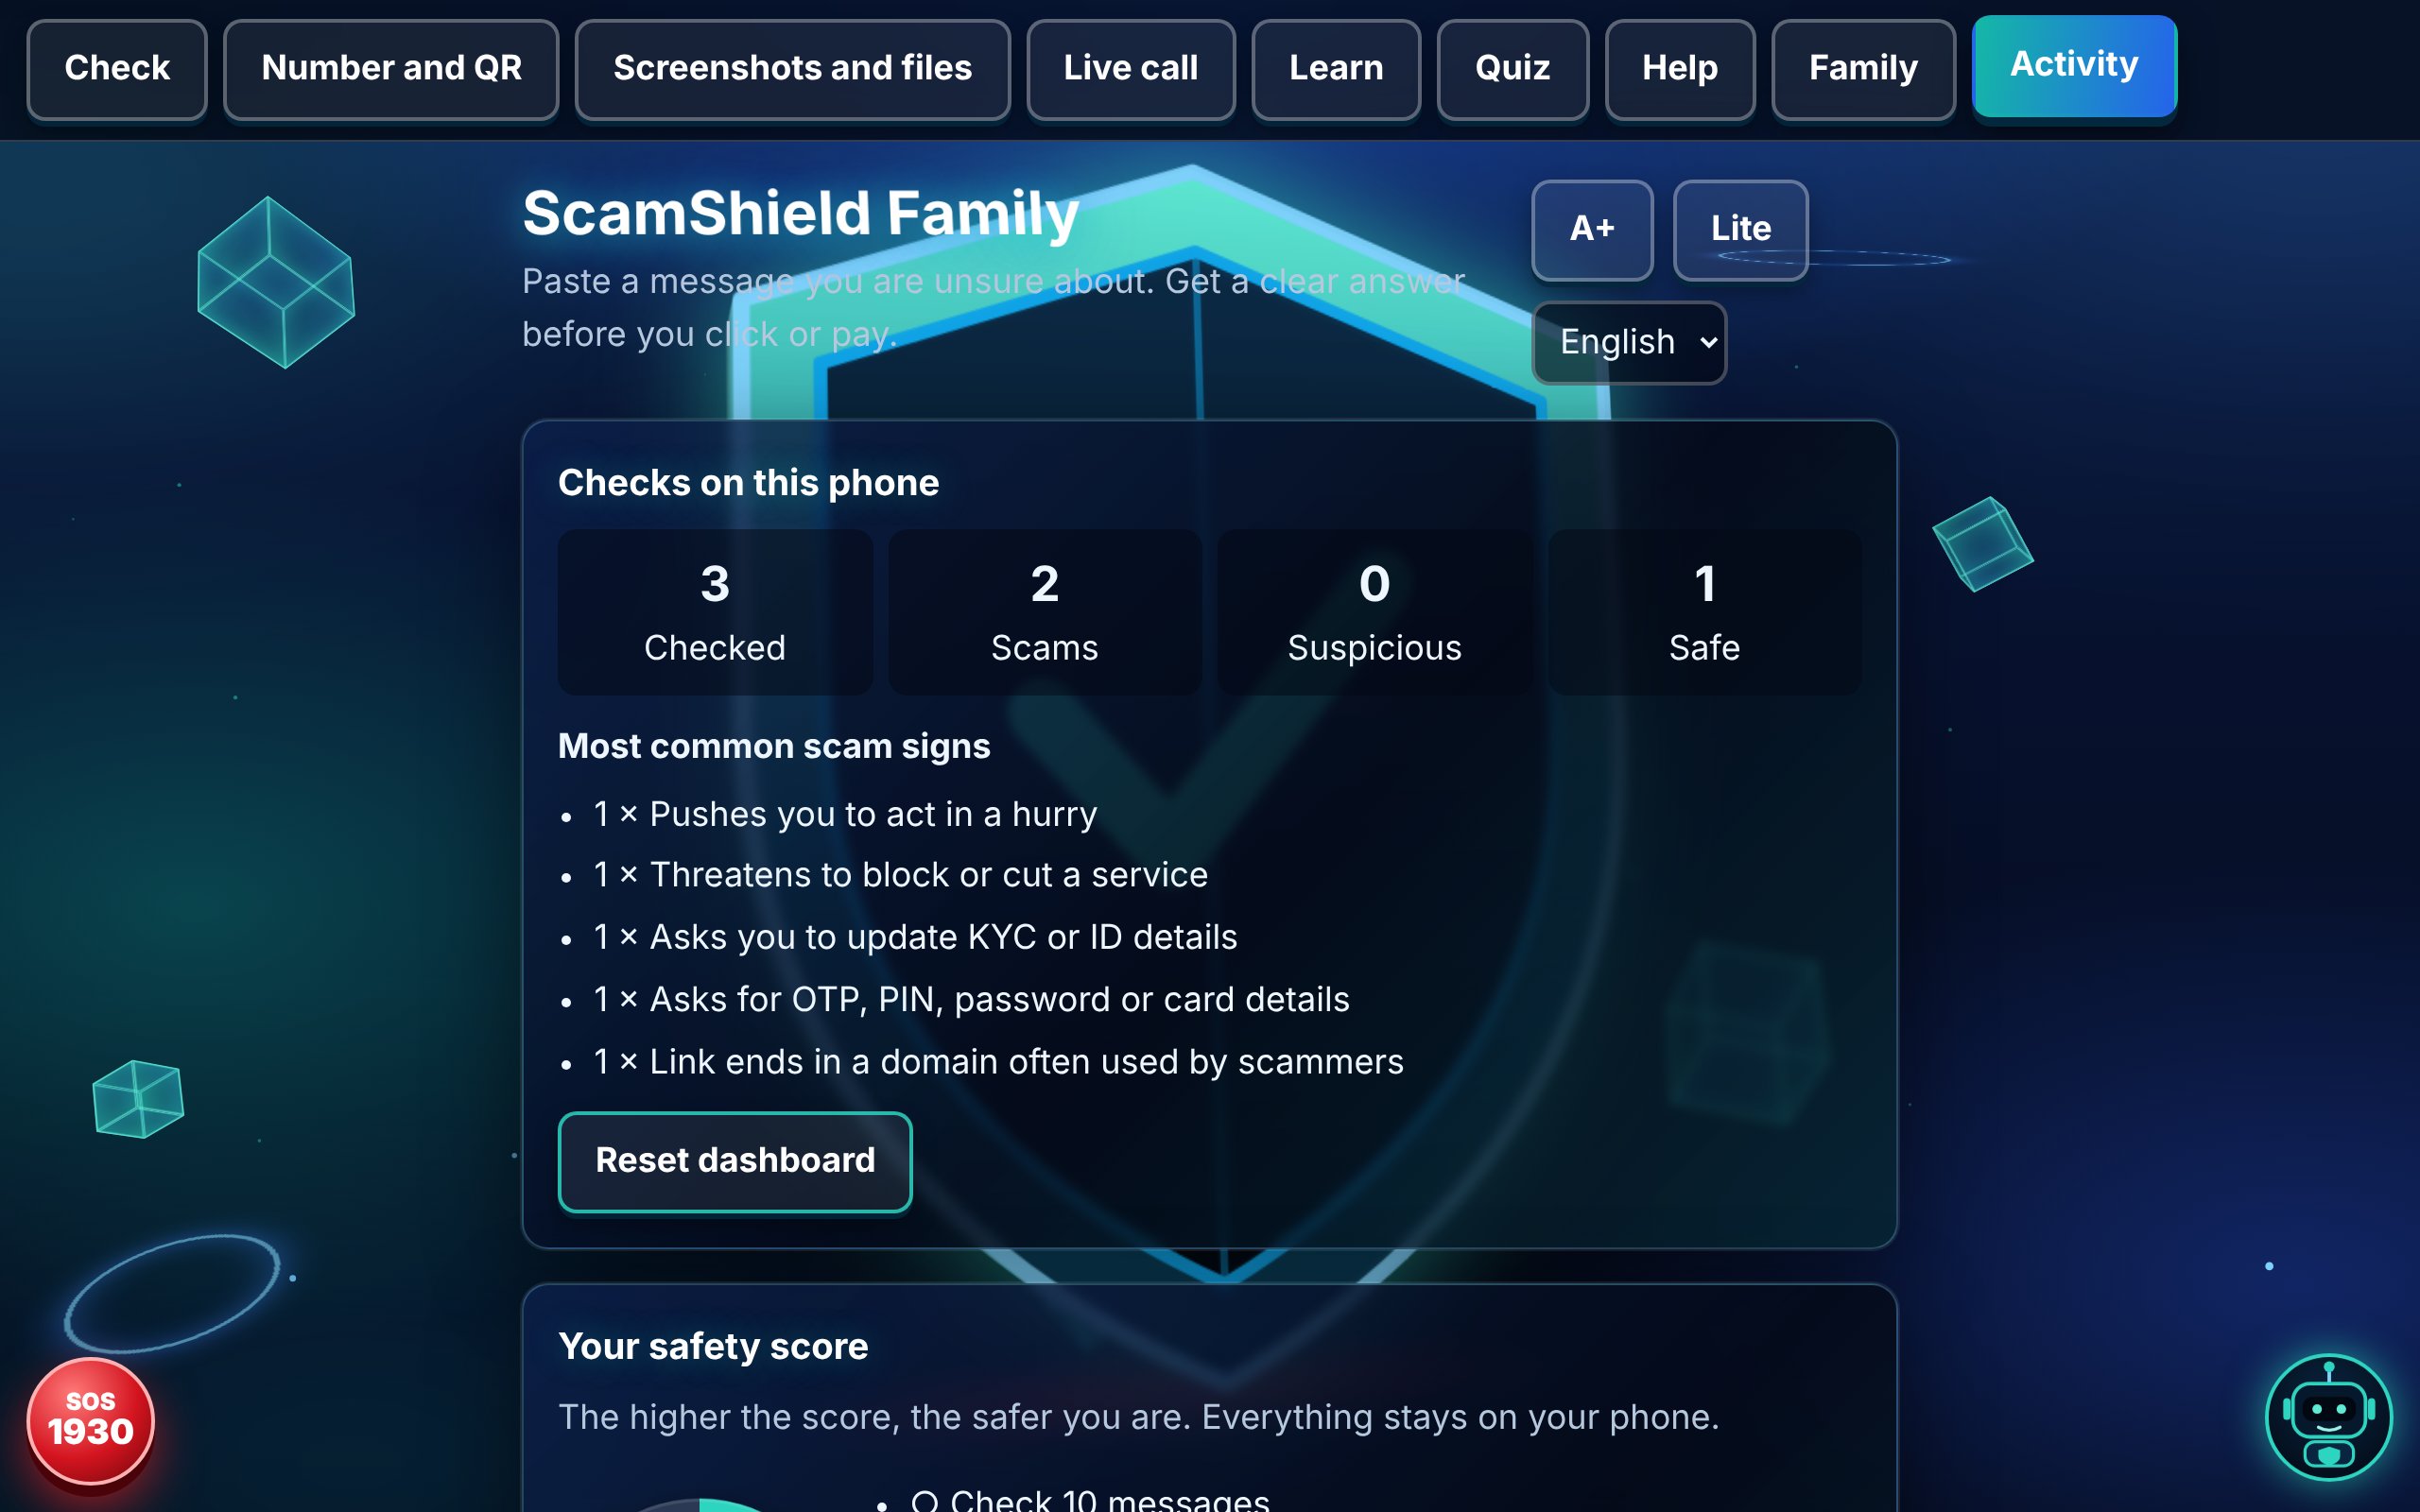 Check
Number and QR
Screenshots and files
Live call
Learn
Quiz
Help
Family
Activity
ScamShield Family
Paste a message you are unsure about. Get a clear answer
before you click or pay.
A+
Lite
English
Checks on this phone
3
Checked
2
Scams
0
Suspicious
1
Safe
Most common scam signs
• 1 × Pushes you to act in a hurry
• 1 × Threatens to block or cut a service
• 1 × Asks you to update KYC or ID details
• 1 × Asks for OTP, PIN, password or card details
• 1 × Link ends in a domain often used by scammers
Reset dashboard
Your safety score
The higher the score, the safer you are. Everything stays on your phone.
• ○ Check 10 messages
SOS
1930